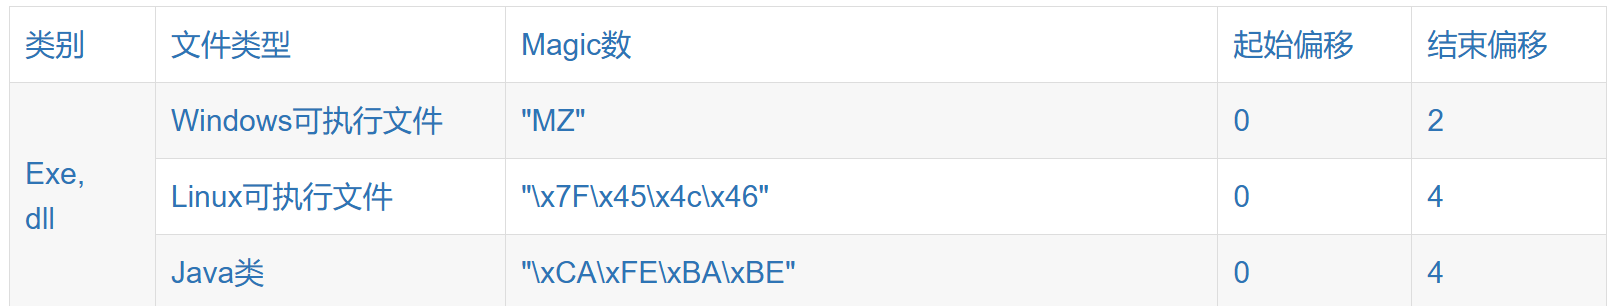 类别 文件类型 Magic数 起始偏移 结束偏移
Exe,
dll
Windows可执行文件 "MZ" 0 2
Linux可执行文件 "\x7F\x45\x4c\x46" 0 4
Java类 "\xCA\xFE\xBA\xBE" 0 4